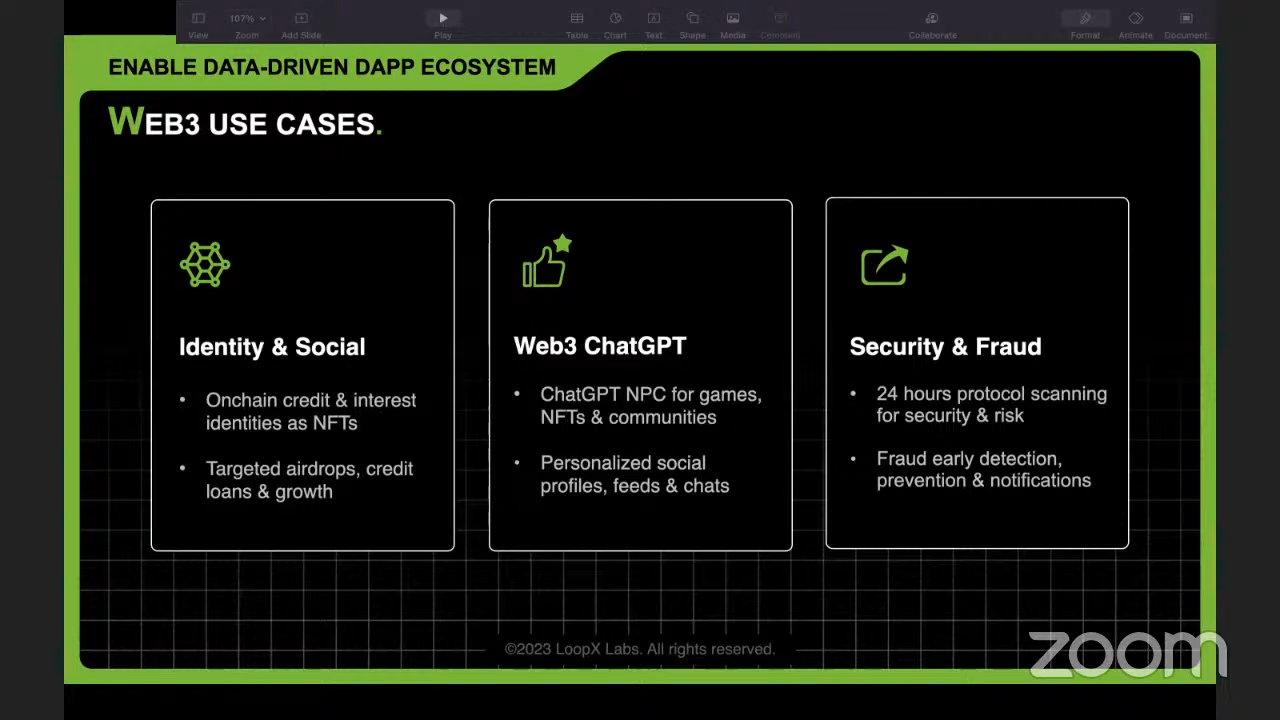 View
107%
Zoom
Add Slide
Play
Table
Chart
Text
Shape
Media
Comment
Collaborate
Format
Animate
Document
ENABLE DATA-DRIVEN DAPP ECOSYSTEM
WEB3 USE CASES.
Identity & Social
• Onchain credit & interest
identities as NFTs
• Targeted airdrops, credit
loans & growth
Web3 ChatGPT
• ChatGPT NPC for games,
NFTs & communities
• Personalized social
profiles, feeds & chats
Security & Fraud
• 24 hours protocol scanning
for security & risk
• Fraud early detection,
prevention & notifications
©2023 LoopX Labs. All rights reserved.
zoom